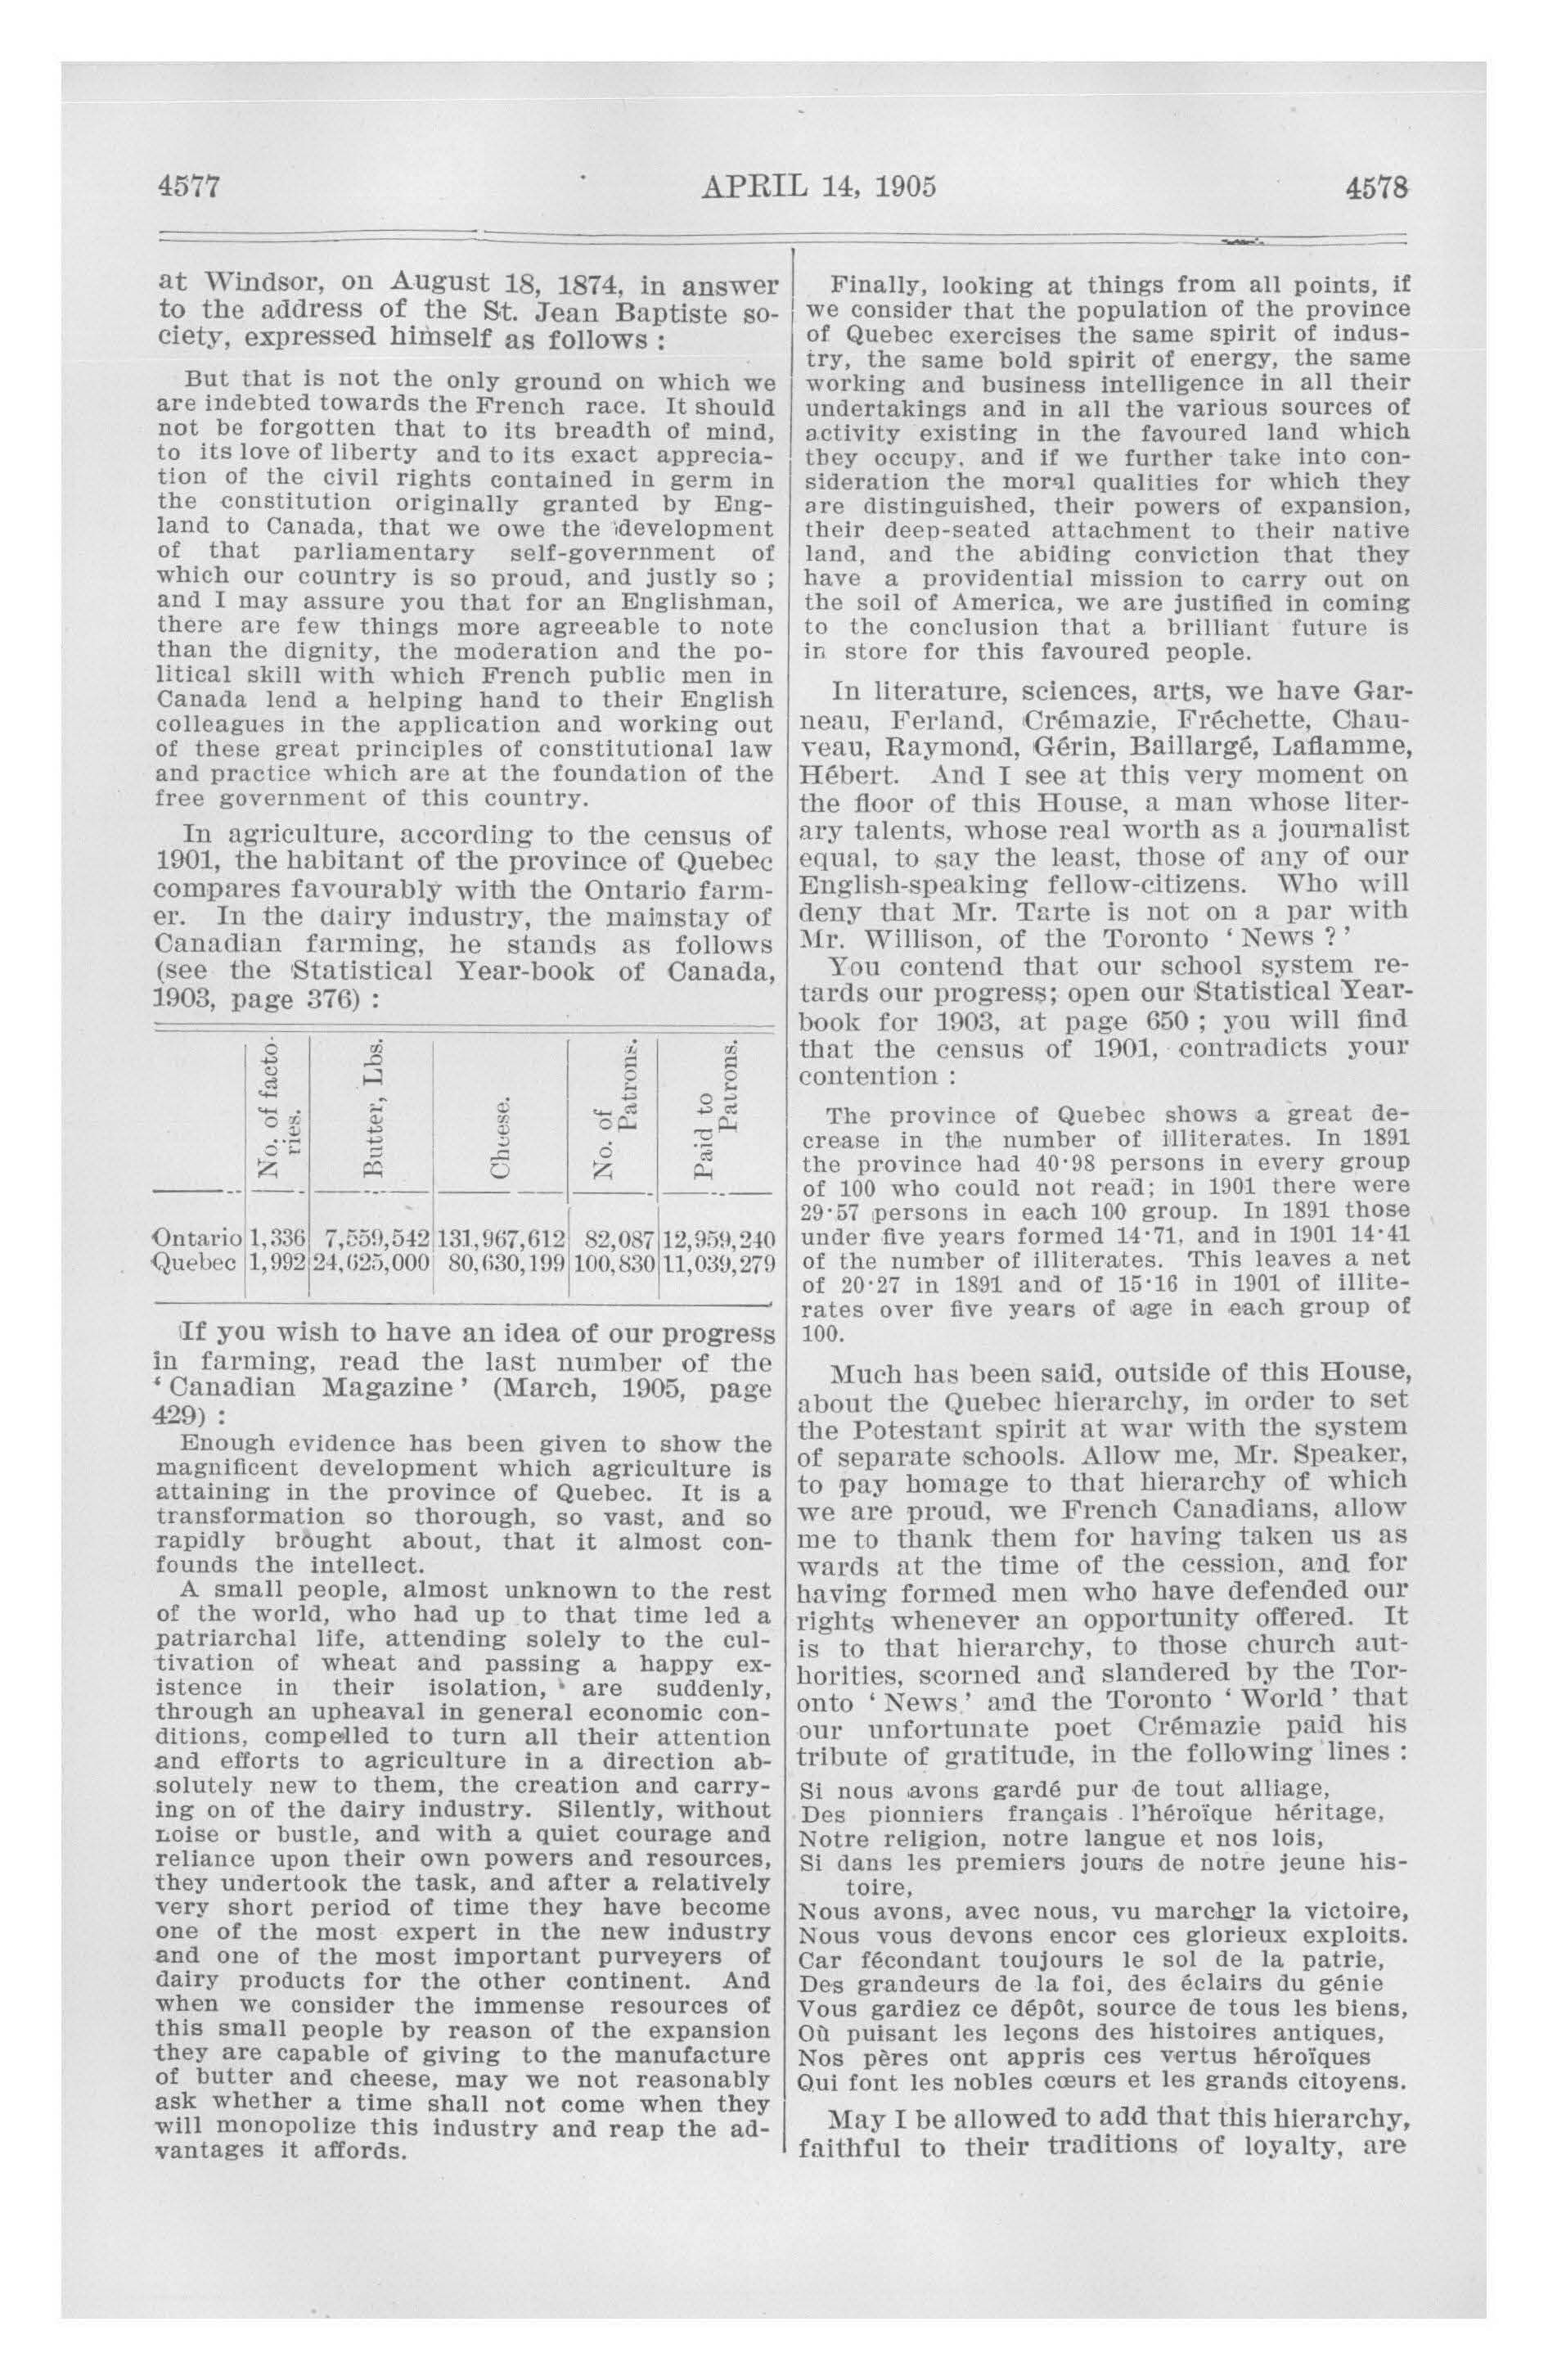 4577
APRIL 14, 1905
4578
at Windsor, on August 18, 1874, in answer
to the address of the St. Jean Baptiste so-
ciety, expressed himself as follows :
But that is not the only ground on which we
are indebted towards the French race. It should
not be forgotten that to its breadth of mind,
to its love of liberty and to its exact apprecia-
tion of the civil rights contained in germ in
the constitution originally granted by Eng-
land to Canada, that we owe the development
of that parliamentary self-government of
which our country is so proud, and justly so ;
and I may assure you that for an Englishman,
there are few things more agreeable to note
than the dignity, the moderation and the po-
litical skill with which French public men in
Canada lend a helping hand to their English
colleagues in the application and working out
of these great principles of constitutional law
and practice which are at the foundation of the
free government of this country.
In agriculture, according to the census of
1901, the habitant of the province of Quebec
compares favourably with the Ontario farm-
er. In the dairy industry, the mainstay of
Canadian farming, he stands as follows
(see the Statistical Year-book of Canada,
1903, page 376) :
No. of facto-
ries.
Butter, Lbs.
Cheese.
No. of
Patrons.
Paid to
Patrons.
Ontario 1,336 7,559,542 131,967,612 82,087 12,959,240
Quebec 1,992 24,625,000 80,630,199 100,830 11,039,279
If you wish to have an idea of our progress
in farming, read the last number of the
‘ Canadian Magazine ’ (March, 1905, page
429) :
Enough evidence has been given to show the
magnificent development which agriculture is
attaining in the province of Quebec. It is a
transformation so thorough, so vast, and so
rapidly brought about, that it almost con-
founds the intellect.
A small people, almost unknown to the rest
of the world, who had up to that time led a
patriarchal life, attending solely to the cul-
tivation of wheat and passing a happy ex-
istence in their isolation, are suddenly,
through an upheaval in general economic con-
ditions, compelled to turn all their attention
and efforts to agriculture in a direction ab-
solutely new to them, the creation and carry-
ing on of the dairy industry. Silently, without
noise or bustle, and with a quiet courage and
reliance upon their own powers and resources,
they undertook the task, and after a relatively
very short period of time they have become
one of the most expert in the new industry
and one of the most important purveyers of
dairy products for the other continent. And
when we consider the immense resources of
this small people by reason of the expansion
they are capable of giving to the manufacture
of butter and cheese, may we not reasonably
ask whether a time shall not come when they
will monopolize this industry and reap the ad-
vantages it affords.
Finally, looking at things from all points, if
we consider that the population of the province
of Quebec exercises the same spirit of indus-
try, the same bold spirit of energy, the same
working and business intelligence in all their
undertakings and in all the various sources of
activity existing in the favoured land which
they occupy, and if we further take into con-
sideration the moral qualities for which they
are distinguished, their powers of expansion,
their deep-seated attachment to their native
land, and the abiding conviction that they
have a providential mission to carry out on
the soil of America, we are justified in coming
to the conclusion that a brilliant future is
in store for this favoured people.
In literature, sciences, arts, we have Gar-
neau, Ferland, Crémazie, Fréchette, Chau-
veau, Raymond, Gérin, Baillargé, Laflamme,
Hébert. And I see at this very moment on
the floor of this House, a man whose liter-
ary talents, whose real worth as a journalist
equal, to say the least, those of any of our
English-speaking fellow-citizens. Who will
deny that Mr. Tarte is not on a par with
Mr. Willison, of the Toronto ‘ News ? ’
You contend that our school system re-
tards our progress; open our Statistical Year-
book for 1903, at page 650 ; you will find
that the census of 1901, contradicts your
contention :
The province of Quebec shows a great de-
crease in the number of illiterates. In 1891
the province had 40·98 persons in every group
of 100 who could not read; in 1901 there were
29·57 persons in each 100 group. In 1891 those
under five years formed 14·71, and in 1901 14·41
of the number of illiterates. This leaves a net
of 20·27 in 1891 and of 15·16 in 1901 of illite-
rates over five years of age in each group of
100.
Much has been said, outside of this House,
about the Quebec hierarchy, in order to set
the Potestant spirit at war with the system
of separate schools. Allow me, Mr. Speaker,
to pay homage to that hierarchy of which
we are proud, we French Canadians, allow
me to thank them for having taken us as
wards at the time of the cession, and for
having formed men who have defended our
rights whenever an opportunity offered. It
is to that hierarchy, to those church aut-
horities, scorned and slandered by the Tor-
onto ‘ News ’ and the Toronto ‘ World ’ that
our unfortunate poet Crémazie paid his
tribute of gratitude, in the following lines :
Si nous avons gardé pur de tout alliage,
Des pionniers français l'héroïque héritage,
Notre religion, notre langue et nos lois,
Si dans les premiers jours de notre jeune his-
toire,
Nous avons, avec nous, vu marcher la victoire,
Nous vous devons encor ces glorieux exploits.
Car fécondant toujours le sol de la patrie,
Des grandeurs de la foi, des éclairs du génie
Vous gardiez ce dépôt, source de tous les biens,
Où puisant les leçons des histoires antiques,
Nos pères ont appris ces vertus héroïques
Qui font les nobles cœurs et les grands citoyens.
May I be allowed to add that this hierarchy,
faithful to their traditions of loyalty, are